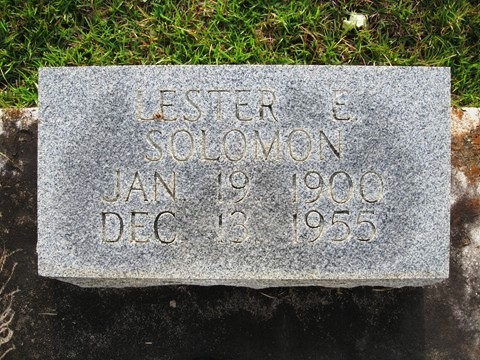 LESTER E
SOLOMON
JAN. 19 1900
DEC. 13 1955